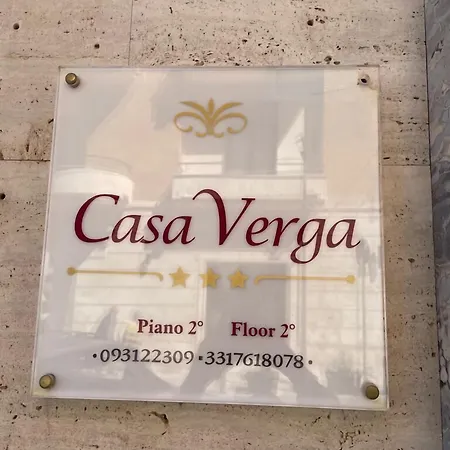 Casa Verga
Piano 2° Floor 2°
•093122309 •3317618078•